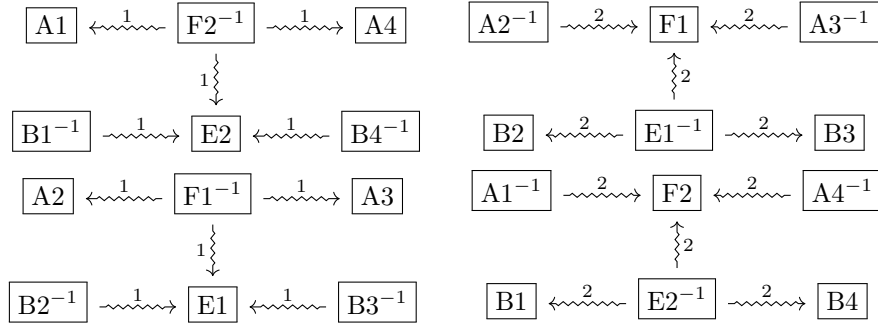 A1 1 F2⁻¹ 1 A4 A2⁻¹ 2 F1 2 A3⁻¹
1 2
B1⁻¹ 1 E2 1 B4⁻¹ B2 2 E1⁻¹ 2 B3
A2 1 F1⁻¹ 1 A3 A1⁻¹ 2 F2 2 A4⁻¹
1 2
B2⁻¹ 1 E1 1 B3⁻¹ B1 2 E2⁻¹ 2 B4